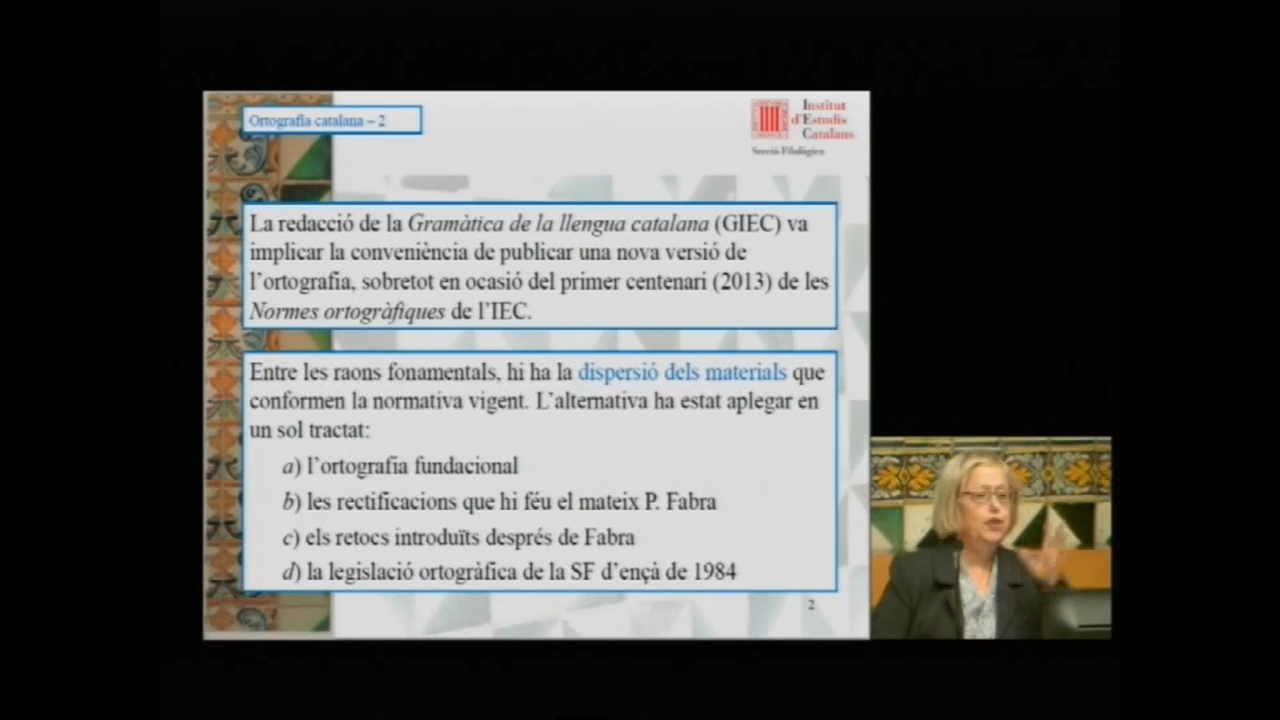 Ortografia catalana – 2
Institut
d'Estudis
Catalans
Secció Filològica
La redacció de la Gramàtica de la llengua catalana (GIEC) va
implicar la conveniència de publicar una nova versió de
l'ortografia, sobretot en ocasió del primer centenari (2013) de les
Normes ortogràfiques de l'IEC.
Entre les raons fonamentals, hi ha la dispersió dels materials que
conformen la normativa vigent. L'alternativa ha estat aplegar en
un sol tractat:
a) l'ortografia fundacional
b) les rectificacions que hi féu el mateix P. Fabra
c) els retocs introduïts després de Fabra
d) la legislació ortogràfica de la SF d'ençà de 1984
2